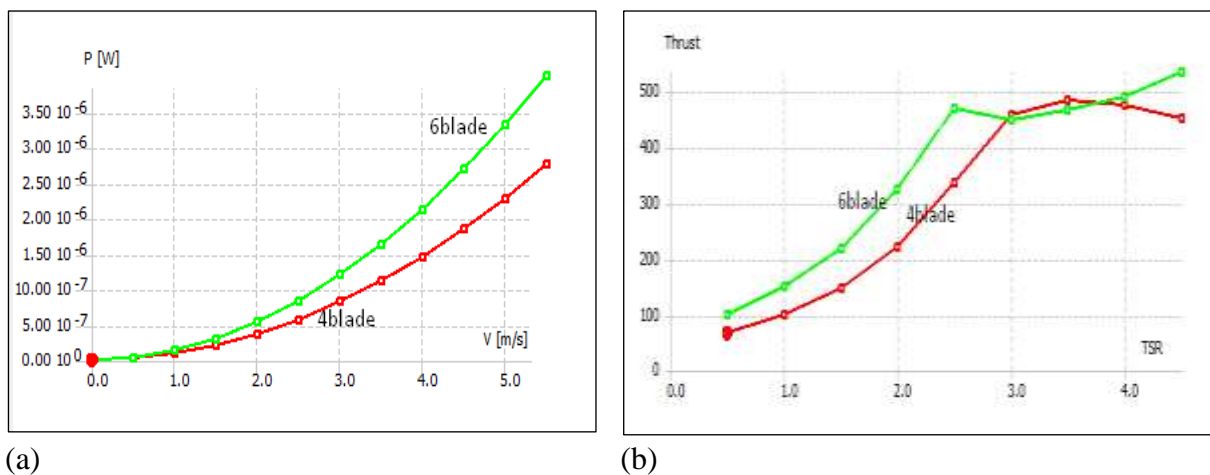 P [W]
3.50 10-6
3.00 10-6
2.50 10-6
2.00 10-6
1.50 10-6
10.00 10-7
5.00 10-7
0.00 10 0
6blade
4blade
V [m/s]
0.0 1.0 2.0 3.0 4.0 5.0
(a)
Thrust
500
400
300
200
100
0
6blade
4blade
TSR
0.0 1.0 2.0 3.0 4.0
(b)